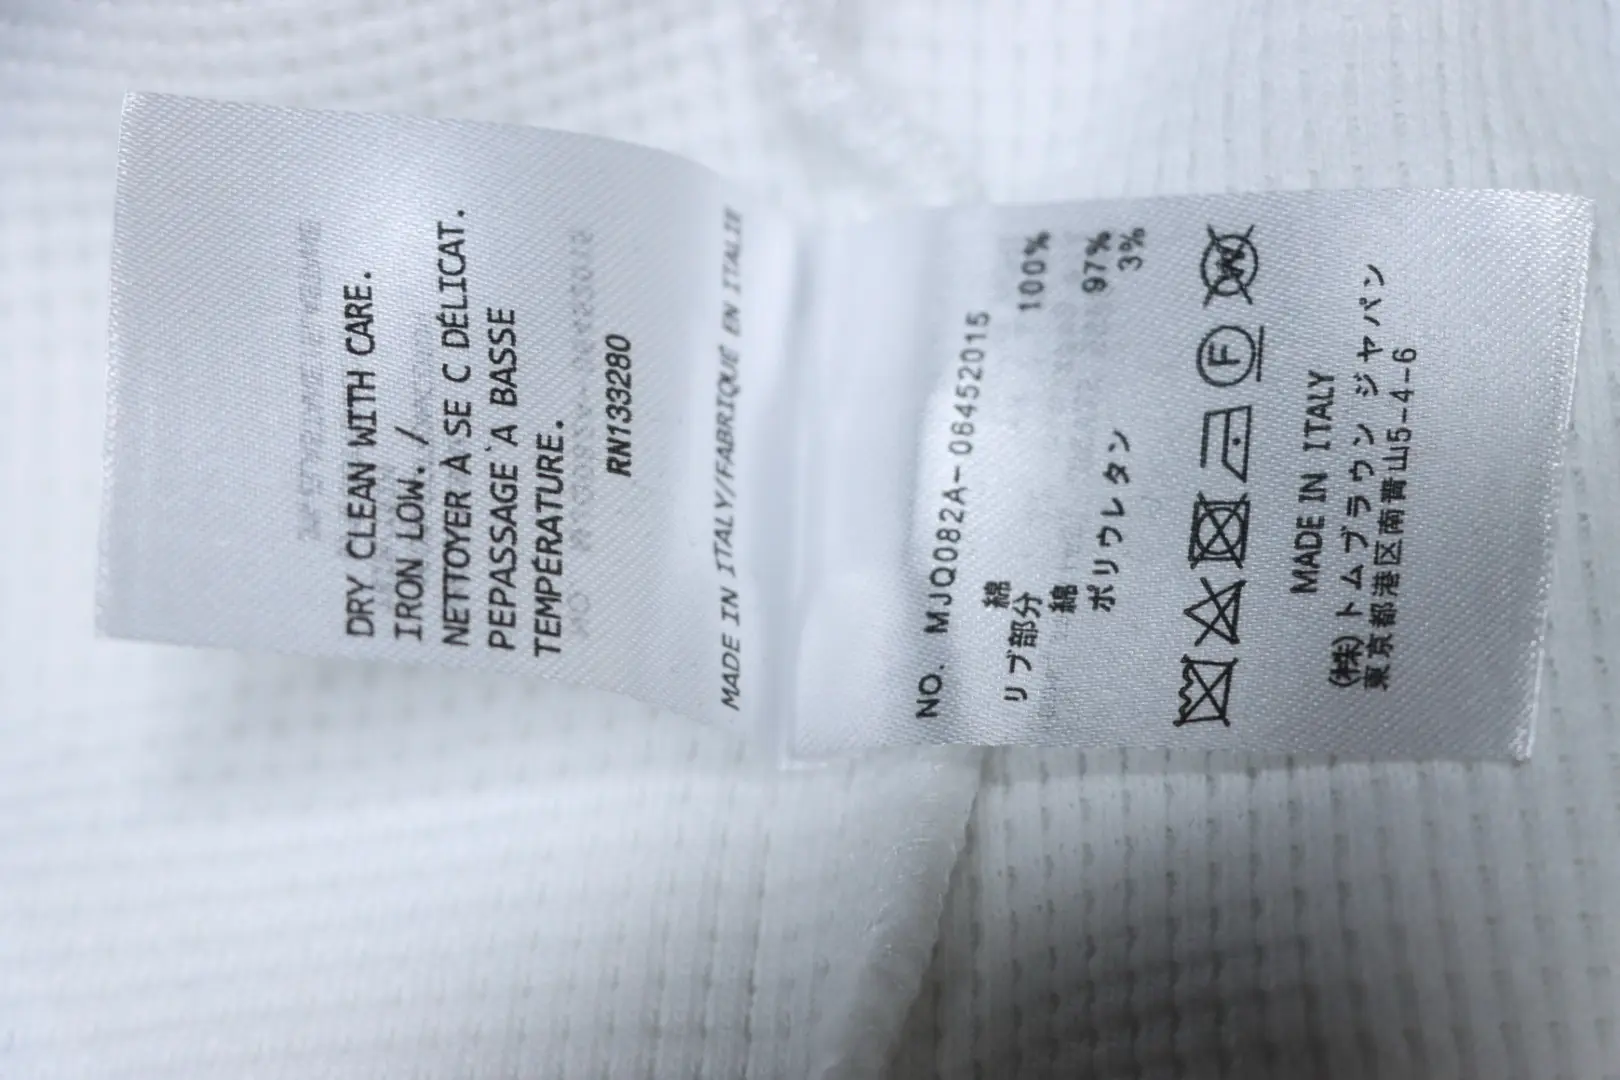 DRY CLEAN WITH CARE.
IRON LOW. /
NETTOYER À SE C DÉLICAT.
PEPASSAGE`A BASSE
TEMPÉRATURE.
RN133280
MADE IN ITALY/FABRIQUÉ EN ITALIE
NO. MJQ082A-06452015
綿 100%
リブ部分
綿 97%
ポリウレタン 3%
W F
MADE IN ITALY
(株)トムブラウン ジャパン
東京都港区南青山5-4-6